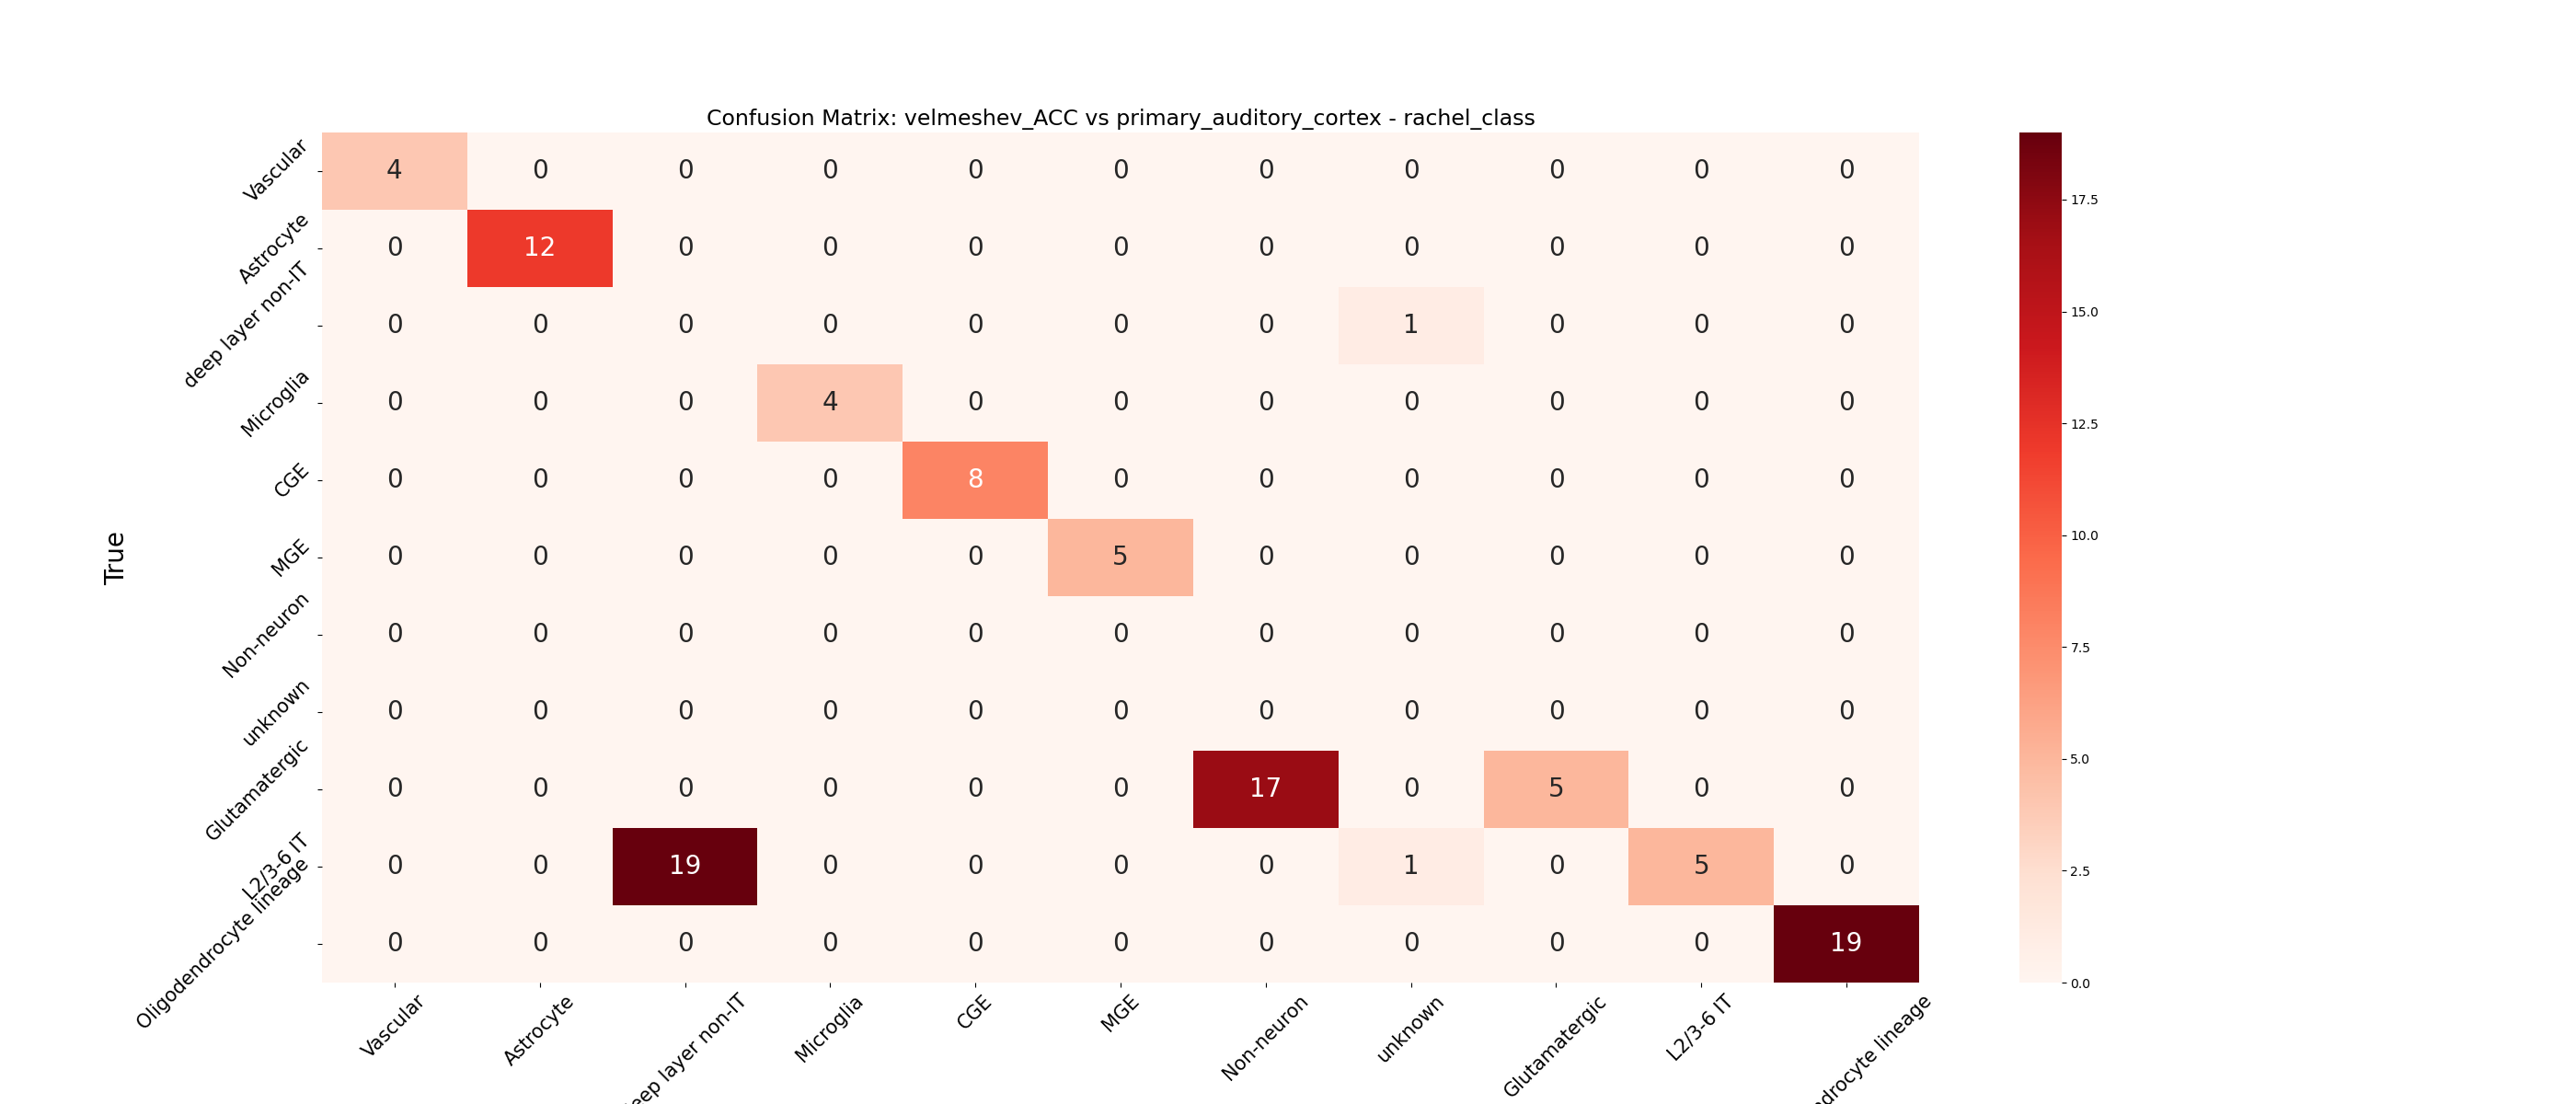 Confusion Matrix: velmeshev_ACC vs primary_auditory_cortex - rachel_class
True
Vascular 4 0 0 0 0 0 0 0 0 0 0
Astrocyte 0 12 0 0 0 0 0 0 0 0 0
deep layer non-IT 0 0 0 0 0 0 0 1 0 0 0
Microglia 0 0 0 4 0 0 0 0 0 0 0
CGE 0 0 0 0 8 0 0 0 0 0 0
MGE 0 0 0 0 0 5 0 0 0 0 0
Non-neuron 0 0 0 0 0 0 0 0 0 0 0
unknown 0 0 0 0 0 0 0 0 0 0 0
Glutamatergic 0 0 0 0 0 0 17 0 5 0 0
L2/3-6 IT 0 0 19 0 0 0 0 1 0 5 0
Oligodendrocyte lineage 0 0 0 0 0 0 0 0 0 0 19
Vascular
Astrocyte
eep layer non-IT
Microglia
CGE
MGE
Non-neuron
unknown
Glutamatergic
L2/3-6 IT
drocyte lineage
17.5
15.0
12.5
10.0
7.5
5.0
2.5
0.0